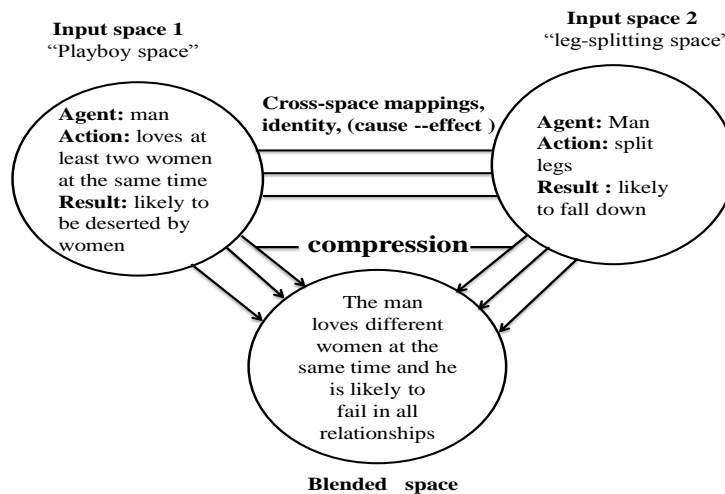 Input space 1
“Playboy space”
Input space 2
“leg-splitting space”
Agent: man
Action: loves at
least two women
at the same time
Result: likely to
be deserted by
women
Cross-space mappings,
identity, (cause --effect )
Agent: Man
Action: split
legs
Result : likely
to fall down
compression
The man
loves different
women at the
same time and he
is likely to
fail in all
relationships
Blended space